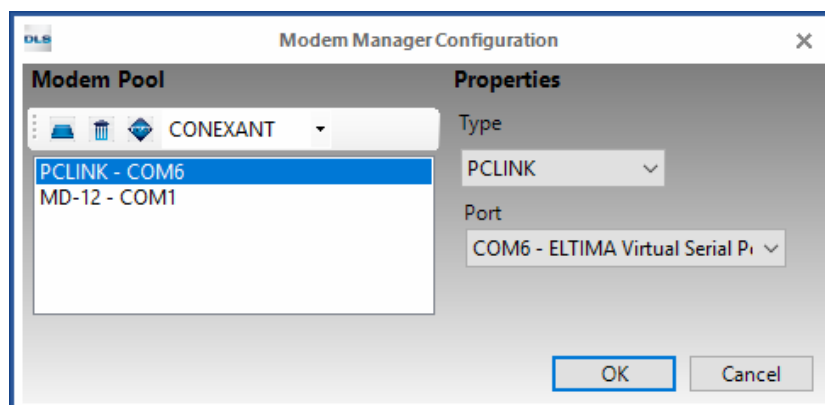 DLS
Modem Manager Configuration
Modem Pool
Properties
CONEXANT
Type
PCLINK - COM6
MD-12 - COM1
PCLINK
Port
COM6 - ELTIMA Virtual Serial P
OK
Cancel